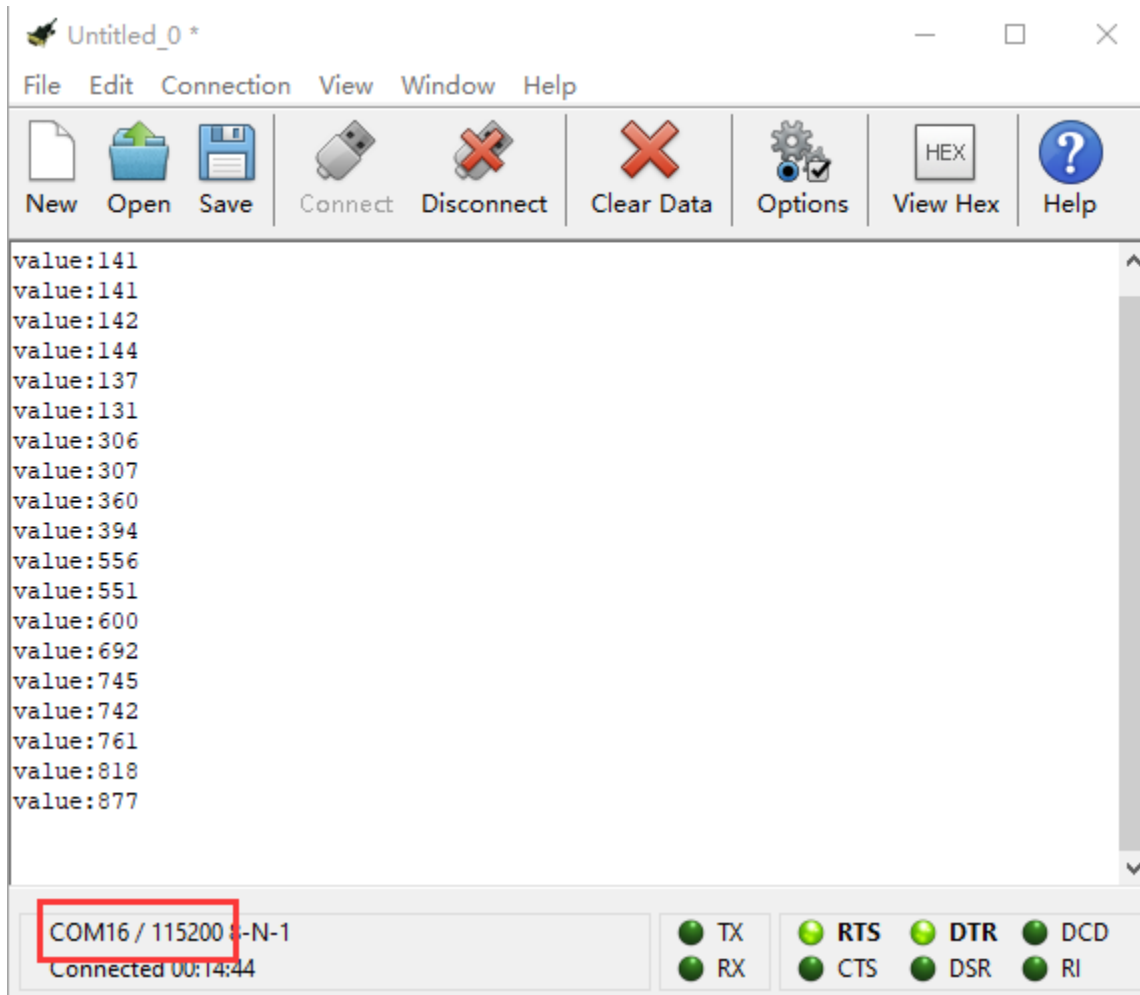 Untitled_0 *
File Edit Connection View Window Help
HEX ?
New Open Save Connect Disconnect Clear Data Options View Hex Help
value:141
value:141
value:142
value:144
value:137
value:131
value:306
value:307
value:360
value:394
value:556
value:551
value:600
value:692
value:745
value:742
value:761
value:818
value:877
COM16 / 115200 8-N-1 TX RTS DTR DCD
Connected 00:14:44 RX CTS DSR RI